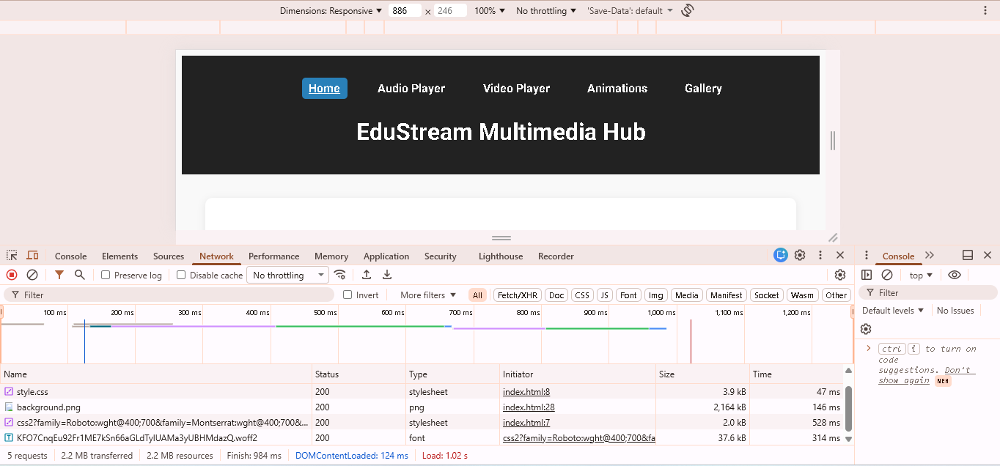 Dimensions: Responsive ▼ 886 × 246 100% ▼ No throttling ▼ 'Save-Data': default ▼
Home Audio Player Video Player Animations Gallery
EduStream Multimedia Hub
Console Elements Sources Network Performance Memory Application Security Lighthouse Recorder
Console
Preserve log Disable cache No throttling
top ▼
Filter Invert More filters ▼ All Fetch/XHR Doc CSS JS Font Img Media Manifest Socket Wasm Other
Filter
Default levels ▼ No Issues
100 ms 200 ms 300 ms 400 ms 500 ms 600 ms 700 ms 800 ms 900 ms 1,000 ms 1,100 ms 1,200 ms
ctrl i to turn on
code
suggestions. Don't
show again NEW
Name Status Type Initiator Size Time
style.css 200 stylesheet index.html:8 3.9 kB 47 ms
background.png 200 png index.html:28 2,164 kB 146 ms
css2?family=Roboto:wght@400;700&family=Montserrat:wght@400;700&... 200 stylesheet index.html:7 2.0 kB 528 ms
KFO7CnqEu92Fr1ME7kSn66aGLdTylUAMa3yUBHMdazQ.woff2 200 font css2?family=Roboto:wght@400;700&fa 37.6 kB 314 ms
5 requests 2.2 MB transferred 2.2 MB resources Finish: 984 ms DOMContentLoaded: 124 ms Load: 1.02 s